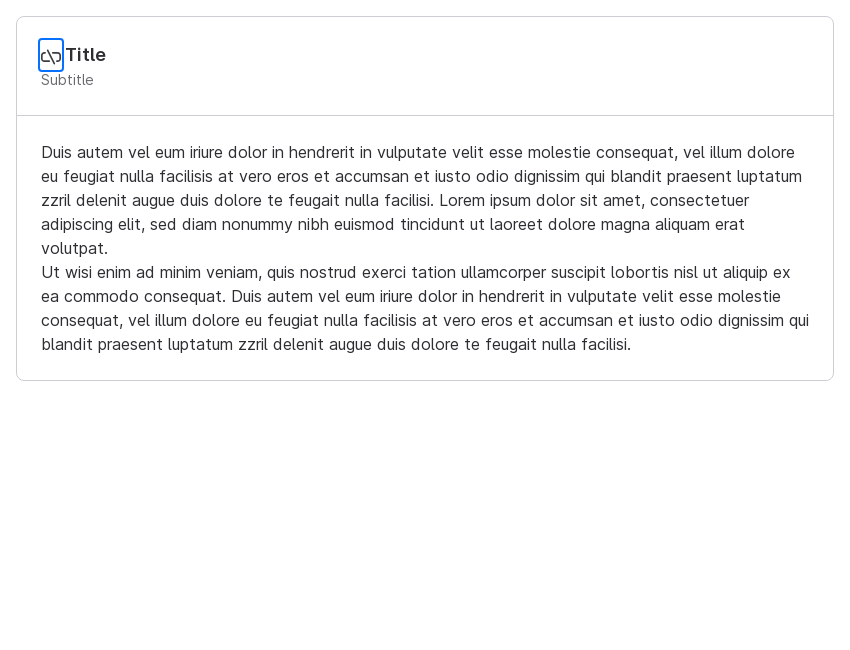 Title
Subtitle
Duis autem vel eum iriure dolor in hendrerit in vulputate velit esse molestie consequat, vel illum dolore
eu feugiat nulla facilisis at vero eros et accumsan et iusto odio dignissim qui blandit praesent luptatum
zzril delenit augue duis dolore te feugait nulla facilisi. Lorem ipsum dolor sit amet, consectetuer
adipiscing elit, sed diam nonummy nibh euismod tincidunt ut laoreet dolore magna aliquam erat
volutpat.
Ut wisi enim ad minim veniam, quis nostrud exerci tation ullamcorper suscipit lobortis nisl ut aliquip ex
ea commodo consequat. Duis autem vel eum iriure dolor in hendrerit in vulputate velit esse molestie
consequat, vel illum dolore eu feugiat nulla facilisis at vero eros et accumsan et iusto odio dignissim qui
blandit praesent luptatum zzril delenit augue duis dolore te feugait nulla facilisi.